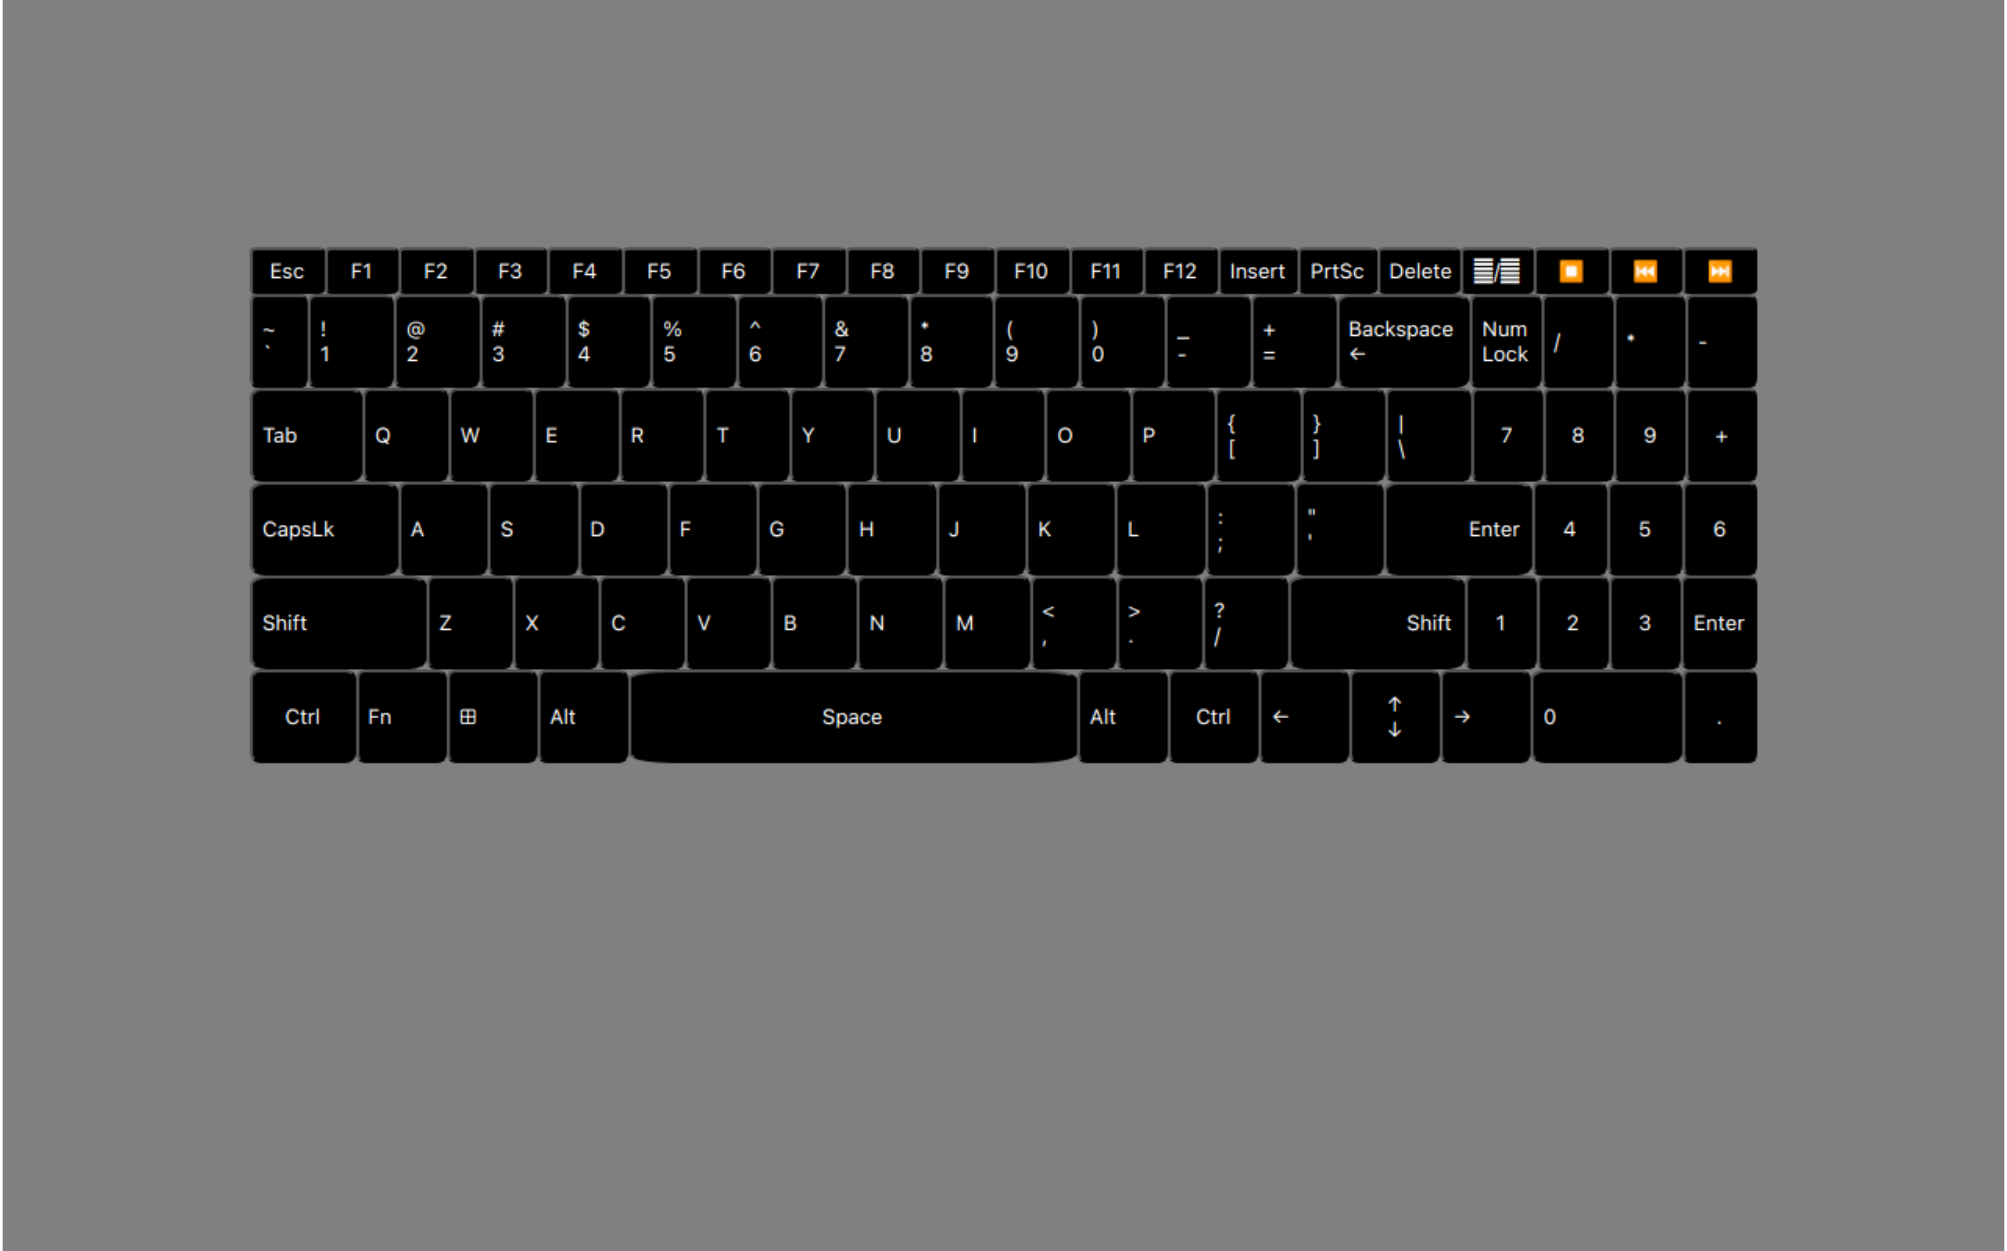 Esc F1 F2 F3 F4 F5 F6 F7 F8 F9 F10 F11 F12 Insert PrtSc Delete ▤/▤ ⏹ ⏮ ⏭
~ ! @ # $ % ^ & * ( ) _ + Backspace Num / * -
` 1 2 3 4 5 6 7 8 9 0 - = ← Lock
Tab Q W E R T Y U I O P { } | 7 8 9 +
[ ] \
CapsLk A S D F G H J K L : " Enter 4 5 6
; '
Shift Z X C V B N M < > ? Shift 1 2 3 Enter
, . /
Ctrl Fn ⊞ Alt Space Alt Ctrl ← ↑ → 0 .
↓